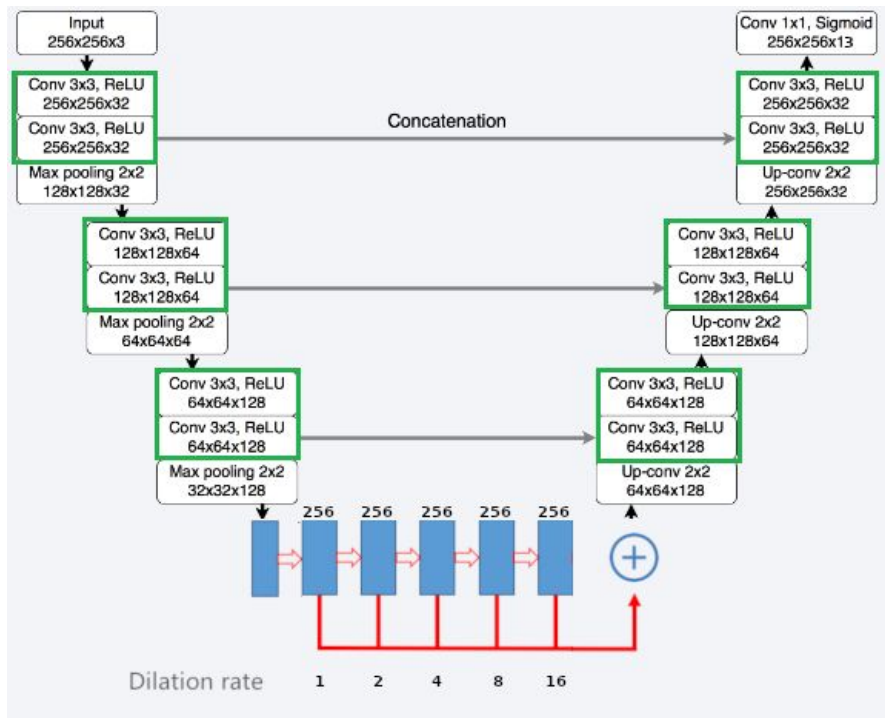 Input
256x256x3
Conv 3x3, ReLU
256x256x32
Conv 3x3, ReLU
256x256x32
Max pooling 2x2
128x128x32
Conv 3x3, ReLU
128x128x64
Conv 3x3, ReLU
128x128x64
Max pooling 2x2
64x64x64
Conv 3x3, ReLU
64x64x128
Conv 3x3, ReLU
64x64x128
Max pooling 2x2
32x32x128
Concatenation
Conv 1x1, Sigmoid
256x256x13
Conv 3x3, ReLU
256x256x32
Conv 3x3, ReLU
256x256x32
Up-conv 2x2
256x256x32
Conv 3x3, ReLU
128x128x64
Conv 3x3, ReLU
128x128x64
Up-conv 2x2
128x128x64
Conv 3x3, ReLU
64x64x128
Conv 3x3, ReLU
64x64x128
Up-conv 2x2
64x64x128
256 256 256 256 256
Dilation rate 1 2 4 8 16